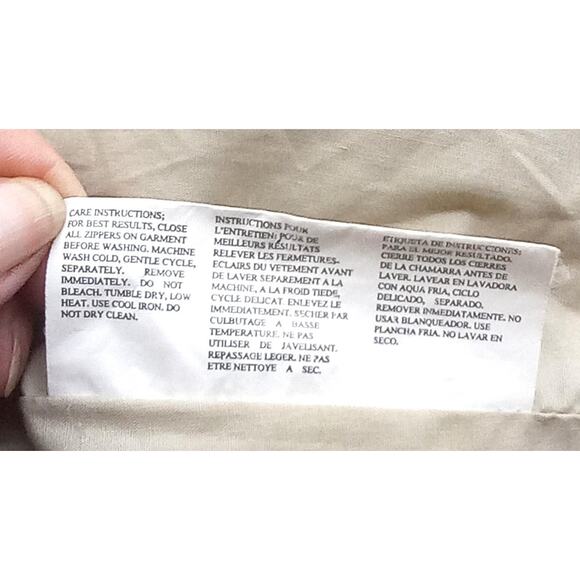 CARE INSTRUCTIONS;
FOR BEST RESULTS, CLOSE
ALL ZIPPERS ON GARMENT
BEFORE WASHING. MACHINE
WASH COLD, GENTLE CYCLE,
SEPARATELY. REMOVE
IMMEDIATELY. DO NOT
BLEACH. TUMBLE DRY, LOW
HEAT. USE COOL IRON. DO
NOT DRY CLEAN.
INSTRUCTIONS POUR
L'ENTRETIEN: POUR DE
MEILLEURS RÉSULTATS
RELEVER LES FERMETURES-
ECLAIRS DU VETEMENT AVANT
DE LAVER SEPAREMENT A LA
MACHINE, A LA FROID TIEDE,
CYCLE DELICAT. ENLEVEZ LE
IMMEDIATEMENT. SECHER PAR
CULBUTAGE A BASSE
TEMPERATURE. NE PAS
UTILISER DE JAVELISANT.
REPASSAGE LEGER. NE PAS
ETRE NETTOYE A SEC.
ETIQUETA DE INSTRUCCIONES:
PARA EL MEJOR RESULTADO,
CIERRE TODOS LOS CIERRES
DE LA CHAMARRA ANTES DE
LAVAR. LAVEAR EN LAVADORA
CON AQUA FRIA, CICLO
DELICADO, SEPARADO.
REMOVER INMEDIATAMENTE. NO
USAR BLANQUEADOR. USE
PLANCHA FRIA. NO LAVAR EN
SECO.